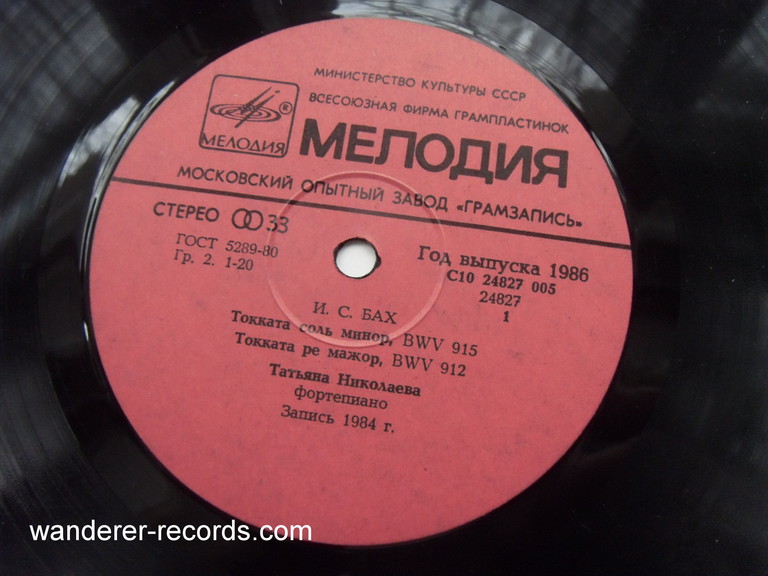 МИНИСТЕРСТВО КУЛЬТУРЫ СССР
ВСЕСОЮЗНАЯ ФИРМА ГРАМПЛАСТИНОК
МЕЛОДИЯ ®
МЕЛОДИЯ
МОСКОВСКИЙ ОПЫТНЫЙ ЗАВОД «ГРАМЗАПИСЬ»
СТЕРЕО 33
ГОСТ 5289-80
Гр. 2. 1-20
Год выпуска 1986
С10 24827 005
24827
1
И. С. БАХ
Токката соль минор, BWV 915
Токката ре мажор, BWV 912
Татьяна Николаева
фортепиано
Запись 1984 г.
wanderer-records.com